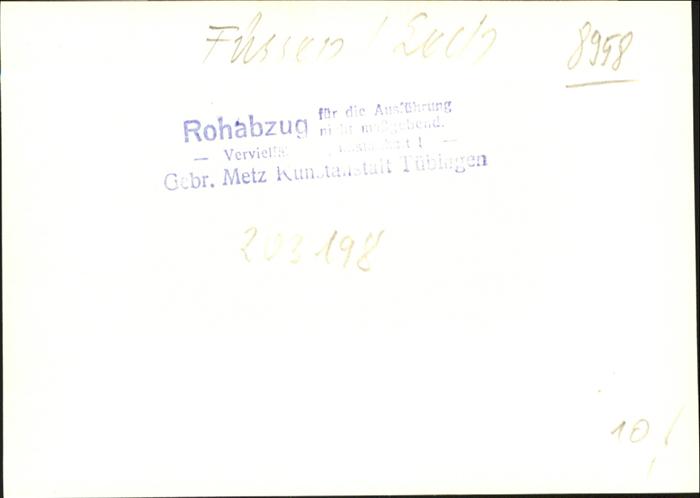 Füssen / Lech
8958
Rohabzug für die Ausführung
nicht maßgebend.
— Vervielfä ! —
Gebr. Metz Kunstanstalt Tübingen
203198
10,